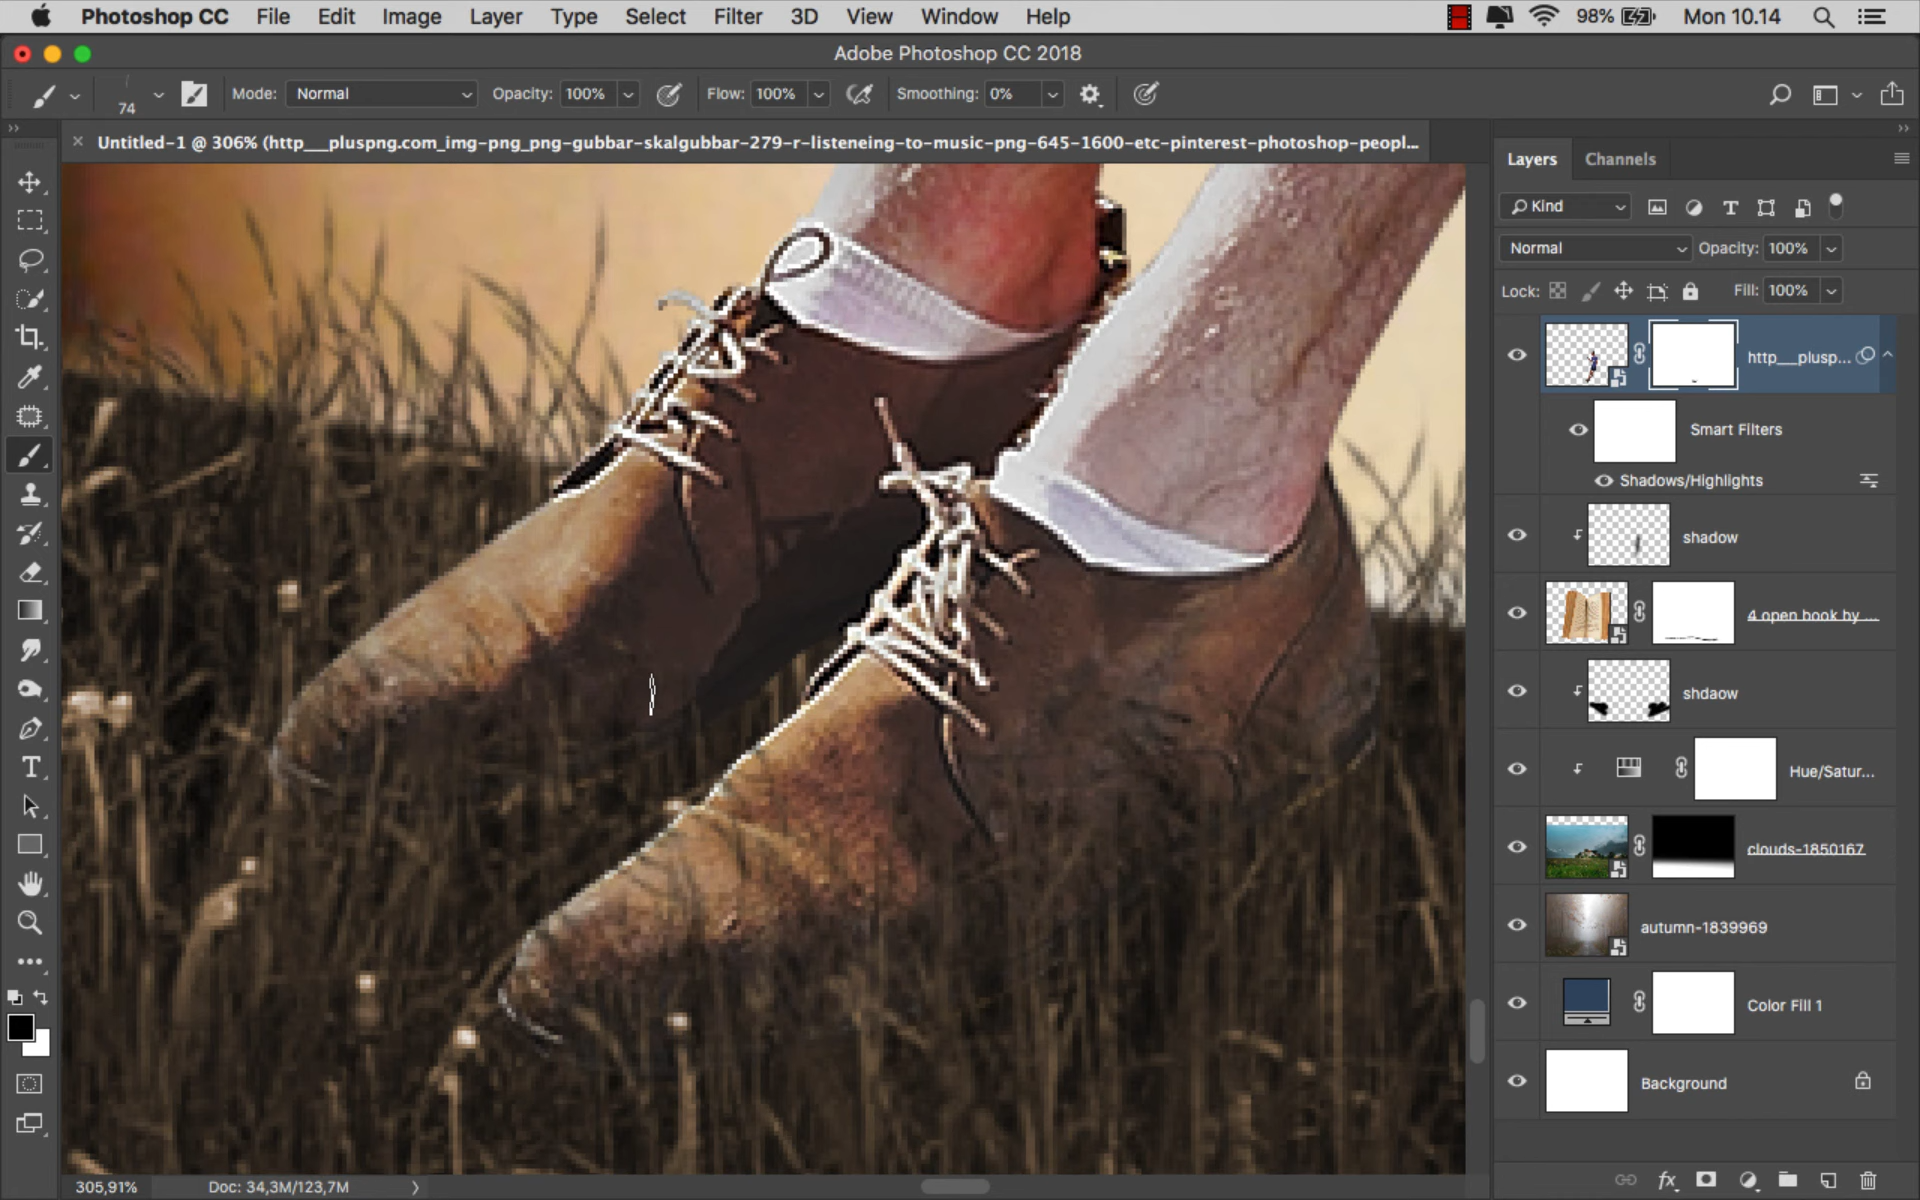 Photoshop CC File Edit Image Layer Type Select Filter 3D View Window Help 98% Mon 10.14
Adobe Photoshop CC 2018
74 Mode: Normal Opacity: 100% Flow: 100% Smoothing: 0%
Untitled-1 @ 306% (http___pluspng.com_img-png_png-gubbar-skalgubbar-279-r-listeneing-to-music-png-645-1600-etc-pinterest-photoshop-peopl...
Layers Channels
Kind
Normal Opacity: 100%
Lock: Fill: 100%
http__plusp...
Smart Filters
Shadows/Highlights
shadow
4 open book by ...
shdaow
Hue/Satur...
clouds-1850167
autumn-1839969
Color Fill 1
Background
305,91% Doc: 34,3M/123,7M